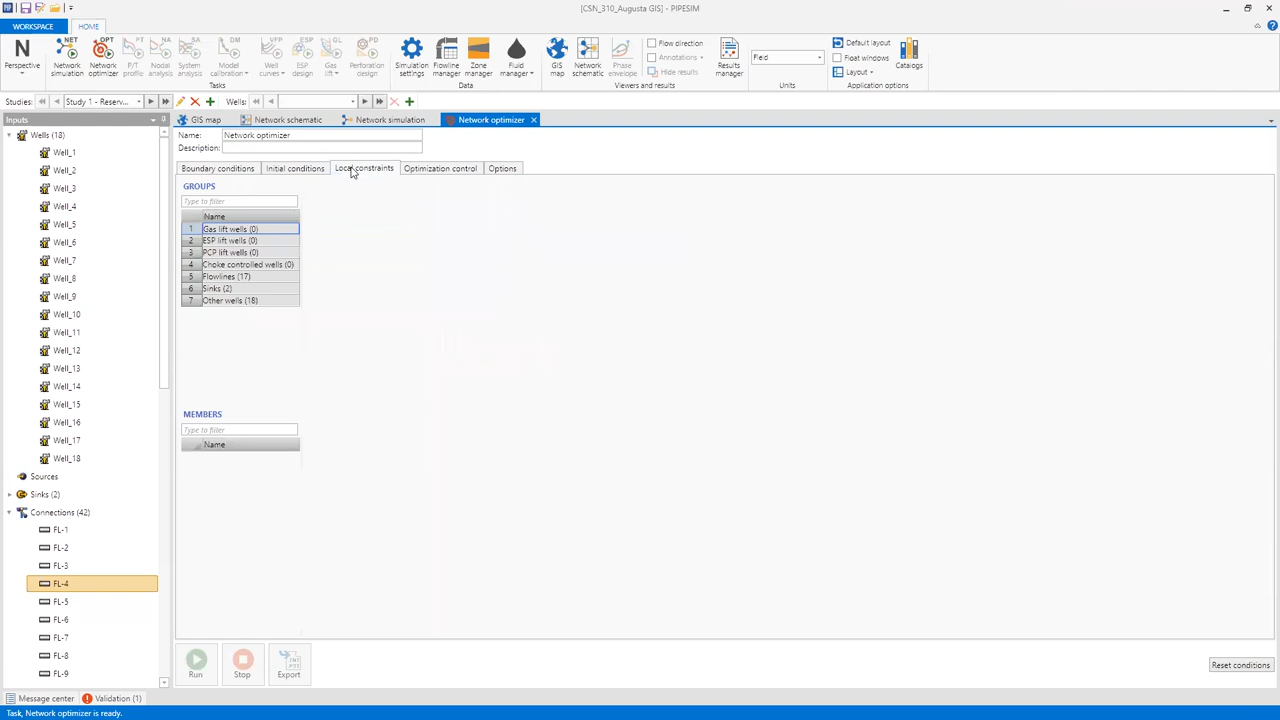 [CSN_310_Augusta GIS] - PIPESIM
WORKSPACE HOME
Perspective
Network simulation
Network optimizer
P/T profile
Nodal analysis
System analysis
Model calibration
VFP curves
ESP design
Gas lift
Perforation design
Simulation settings
Flowline manager
Zone manager
Fluid manager
GIS map
Network schematic
Phase envelope
Flow direction
Annotations
Hide results
Results manager
Field
Default layout
Float windows
Layout
Catalogs
Tasks
Data
Viewers and results
Units
Application options
Studies: Study 1 - Reserv... Wells:
Inputs
GIS map
Network schematic
Network simulation
Network optimizer
Name: Network optimizer
Description:
Boundary conditions
Initial conditions
Local constraints
Optimization control
Options
GROUPS
Type to filter
Name
1 Gas lift wells (0)
2 ESP lift wells (0)
3 PCP lift wells (0)
4 Choke controlled wells (0)
5 Flowlines (17)
6 Sinks (2)
7 Other wells (18)
MEMBERS
Type to filter
Name
Wells (18)
Well_1
Well_2
Well_3
Well_4
Well_5
Well_6
Well_7
Well_8
Well_9
Well_10
Well_11
Well_12
Well_13
Well_14
Well_15
Well_16
Well_17
Well_18
Sources
Sinks (2)
Connections (42)
FL-1
FL-2
FL-3
FL-4
FL-5
FL-6
FL-7
FL-8
FL-9
Run
Stop
Export
Reset conditions
Message center
Validation (1)
Task, Network optimizer is ready.